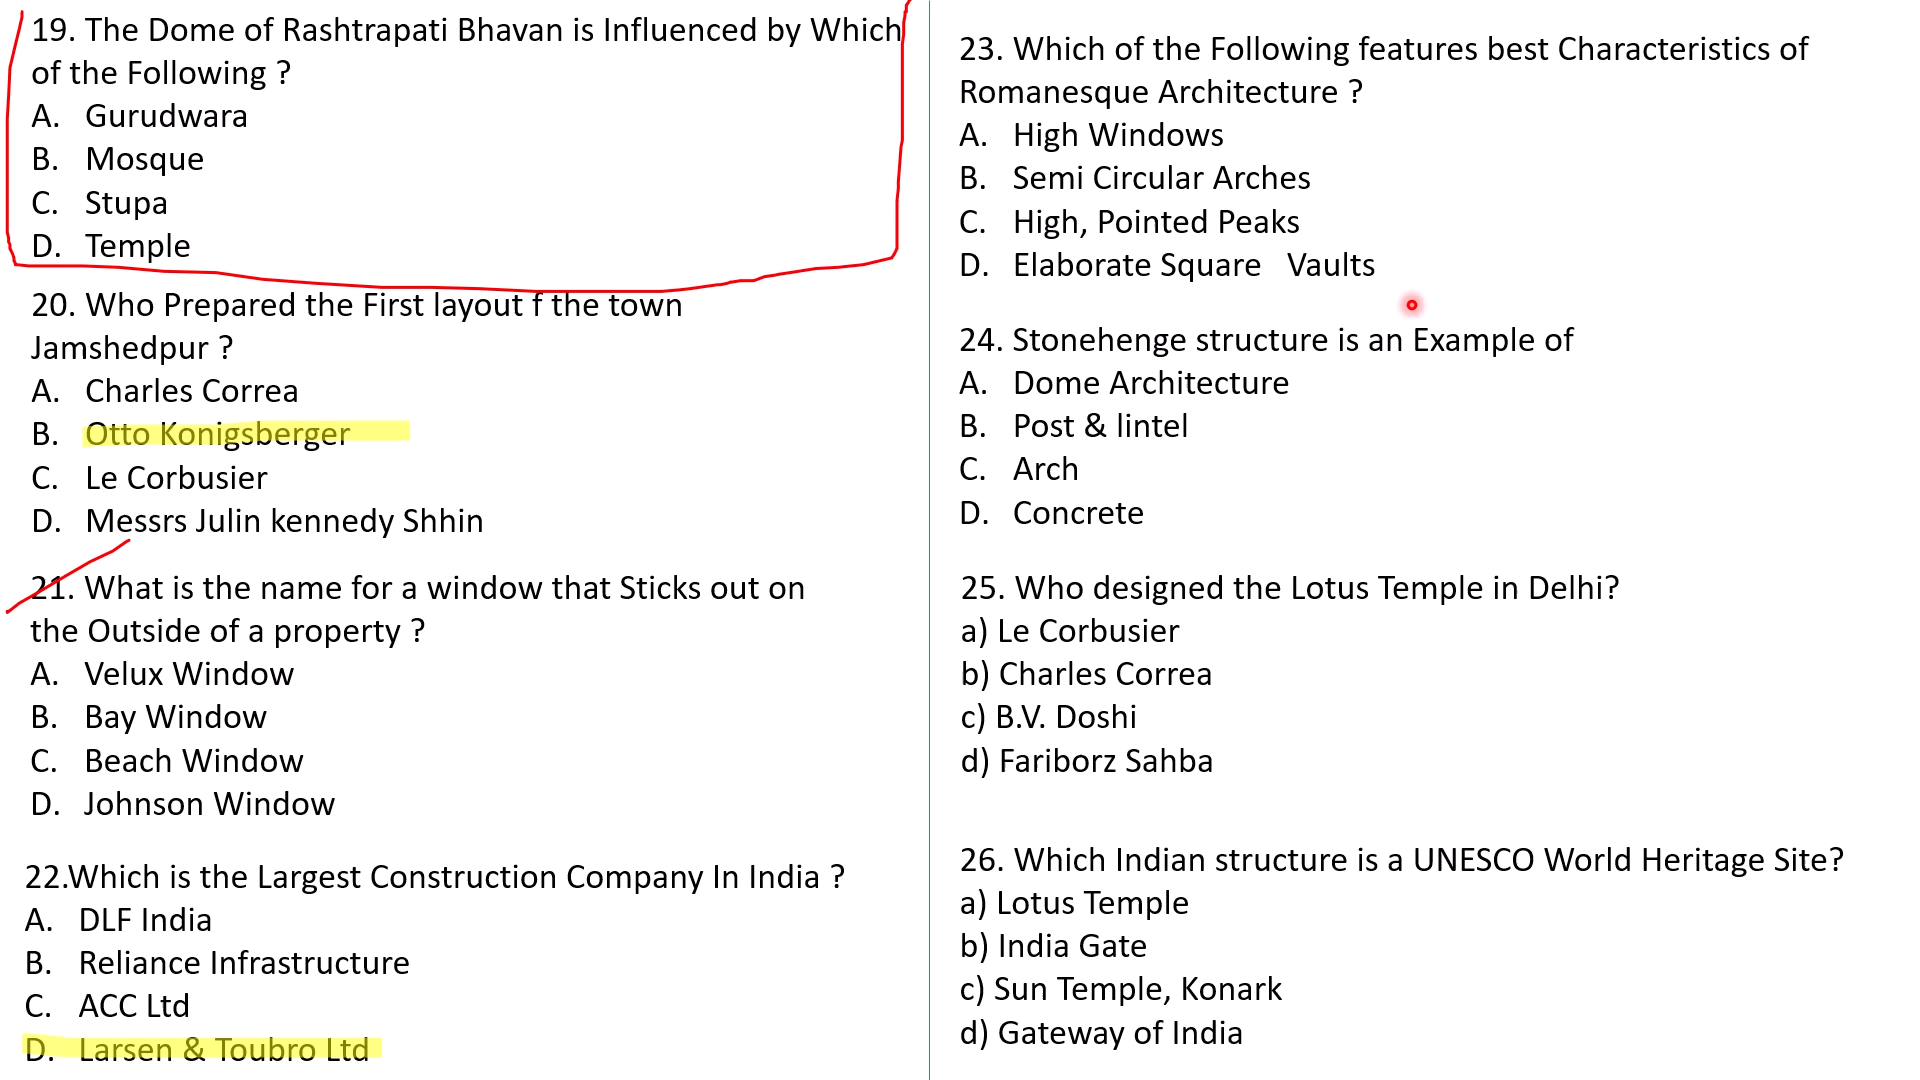 19. The Dome of Rashtrapati Bhavan is Influenced by Which
of the Following ?
A. Gurudwara
B. Mosque
C. Stupa
D. Temple
20. Who Prepared the First layout f the town
Jamshedpur ?
A. Charles Correa
B. Otto Konigsberger
C. Le Corbusier
D. Messrs Julin kennedy Shhin
21. What is the name for a window that Sticks out on
the Outside of a property ?
A. Velux Window
B. Bay Window
C. Beach Window
D. Johnson Window
22.Which is the Largest Construction Company In India ?
A. DLF India
B. Reliance Infrastructure
C. ACC Ltd
D. Larsen & Toubro Ltd
23. Which of the Following features best Characteristics of
Romanesque Architecture ?
A. High Windows
B. Semi Circular Arches
C. High, Pointed Peaks
D. Elaborate Square Vaults
24. Stonehenge structure is an Example of
A. Dome Architecture
B. Post & lintel
C. Arch
D. Concrete
25. Who designed the Lotus Temple in Delhi?
a) Le Corbusier
b) Charles Correa
c) B.V. Doshi
d) Fariborz Sahba
26. Which Indian structure is a UNESCO World Heritage Site?
a) Lotus Temple
b) India Gate
c) Sun Temple, Konark
d) Gateway of India